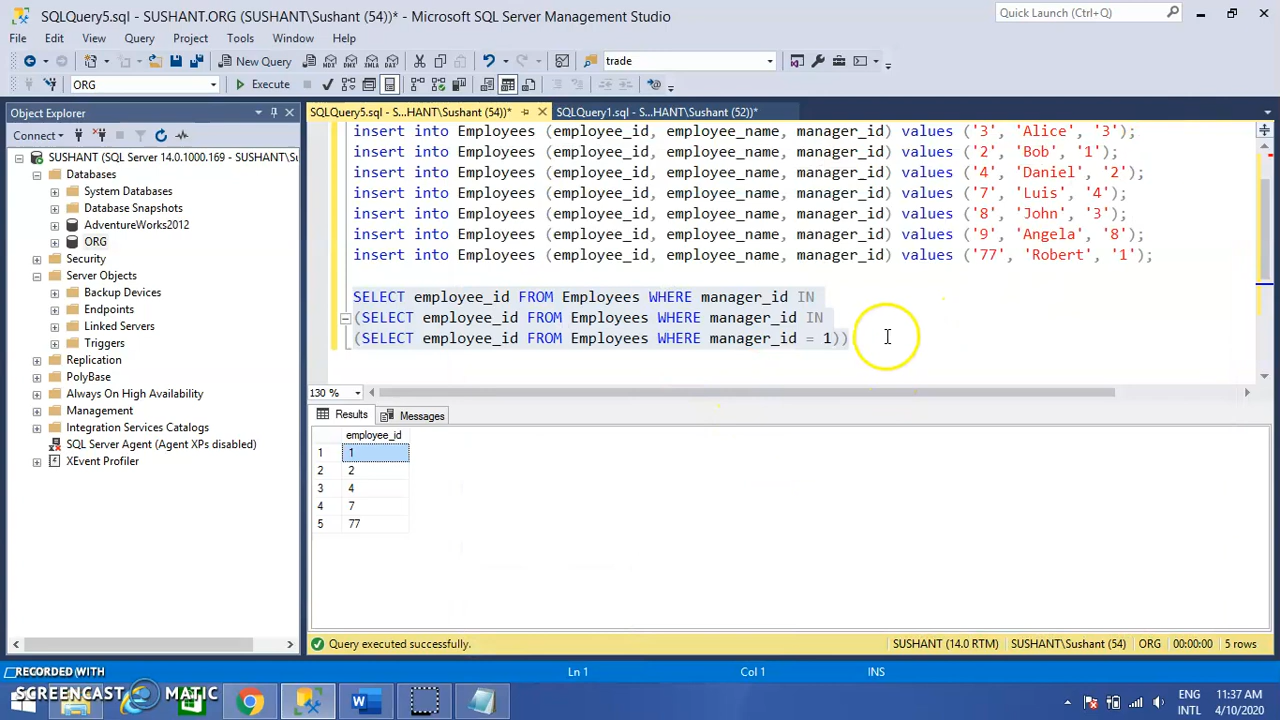 SQLQuery5.sql - SUSHANT.ORG (SUSHANT\Sushant (54))* - Microsoft SQL Server Management Studio
Quick Launch (Ctrl+Q)
File Edit View Query Project Tools Window Help
New Query
trade
ORG
Execute
Object Explorer
SQLQuery5.sql - S...HANT\Sushant (54))*
SQLQuery1.sql - S...HANT\Sushant (52))*
Connect
SUSHANT (SQL Server 14.0.1000.169 - SUSHANT\Su
Databases
System Databases
Database Snapshots
AdventureWorks2012
ORG
Security
Server Objects
Backup Devices
Endpoints
Linked Servers
Triggers
Replication
PolyBase
Always On High Availability
Management
Integration Services Catalogs
SQL Server Agent (Agent XPs disabled)
XEvent Profiler
insert into Employees (employee_id, employee_name, manager_id) values ('3', 'Alice', '3');
insert into Employees (employee_id, employee_name, manager_id) values ('2', 'Bob', '1');
insert into Employees (employee_id, employee_name, manager_id) values ('4', 'Daniel', '2');
insert into Employees (employee_id, employee_name, manager_id) values ('7', 'Luis', '4');
insert into Employees (employee_id, employee_name, manager_id) values ('8', 'John', '3');
insert into Employees (employee_id, employee_name, manager_id) values ('9', 'Angela', '8');
insert into Employees (employee_id, employee_name, manager_id) values ('77', 'Robert', '1');
SELECT employee_id FROM Employees WHERE manager_id IN
(SELECT employee_id FROM Employees WHERE manager_id IN
(SELECT employee_id FROM Employees WHERE manager_id = 1))
130 %
Results
Messages
employee_id
1 1
2 2
3 4
4 7
5 77
Query executed successfully.
SUSHANT (14.0 RTM)
SUSHANT\Sushant (54)
ORG
00:00:00
5 rows
Ln 1
Col 1
INS
RECORDED WITH
SCREENCAST MATIC
ENG
INTL
11:37 AM
4/10/2020